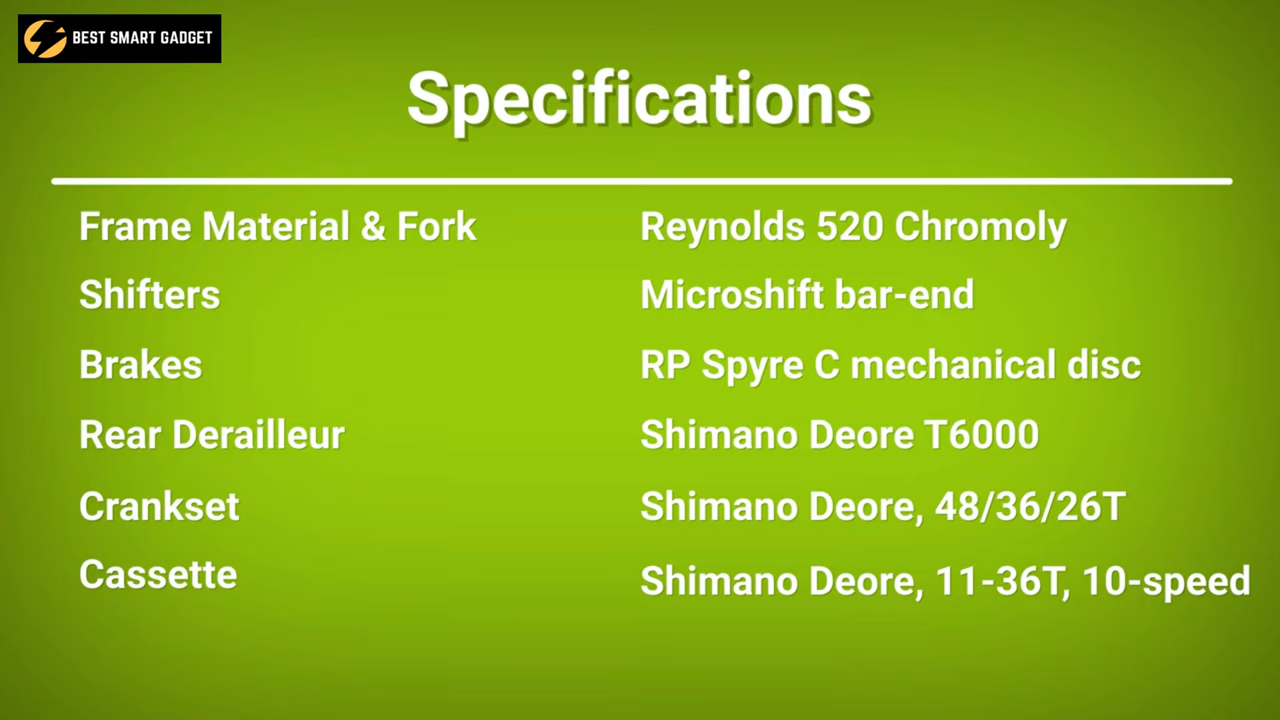 BEST SMART GADGET
Specifications
Frame Material & Fork Reynolds 520 Chromoly
Shifters Microshift bar-end
Brakes RP Spyre C mechanical disc
Rear Derailleur Shimano Deore T6000
Crankset Shimano Deore, 48/36/26T
Cassette Shimano Deore, 11-36T, 10-speed